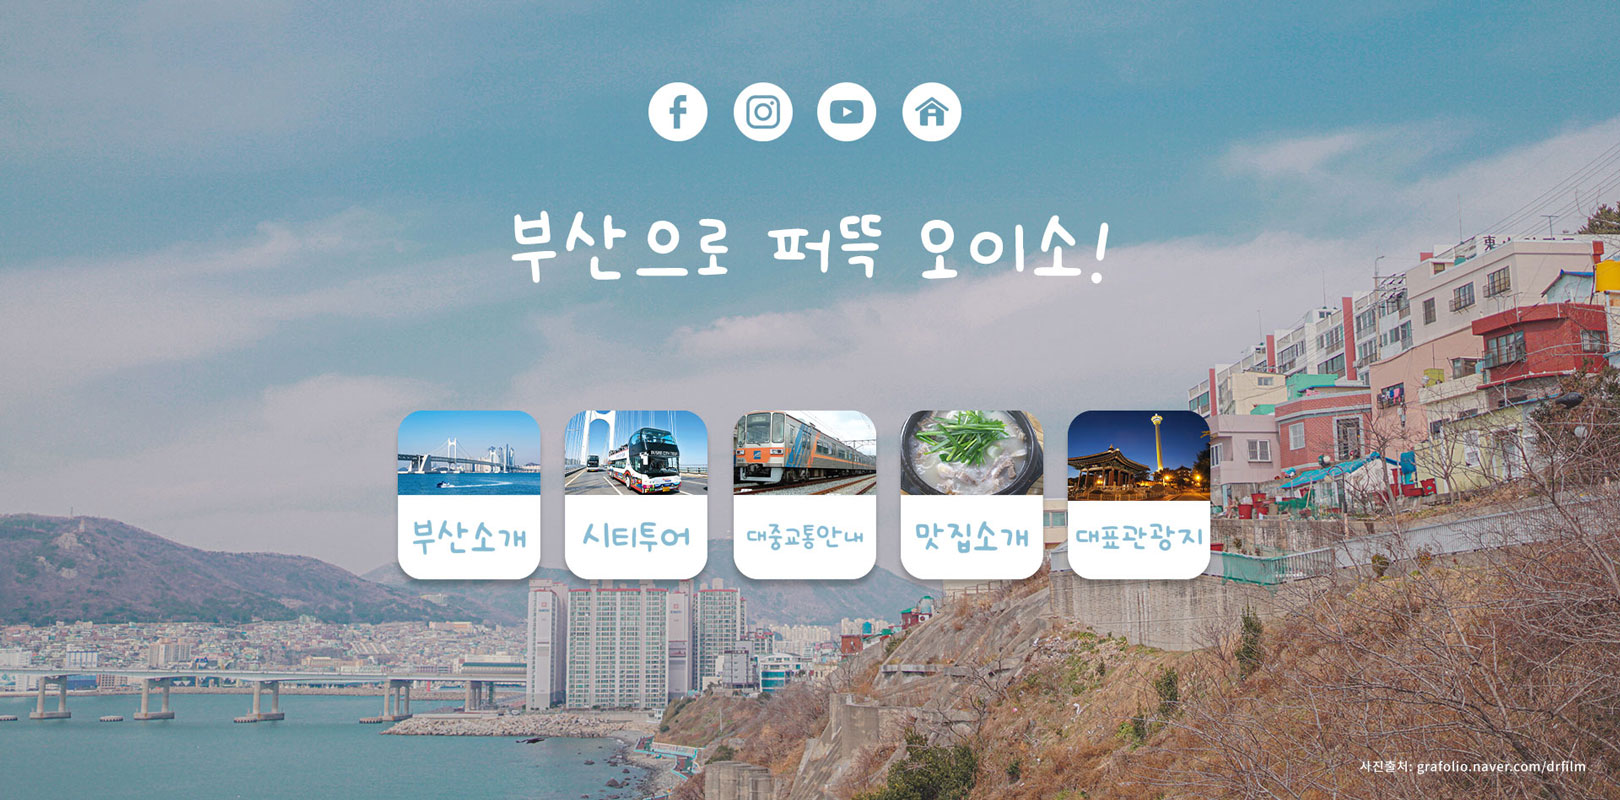 부산으로 퍼뜩 오이소!
부산소개
시티투어
대중교통안내
맛집소개
대표관광지
사진출처: grafolio.naver.com/drfilm